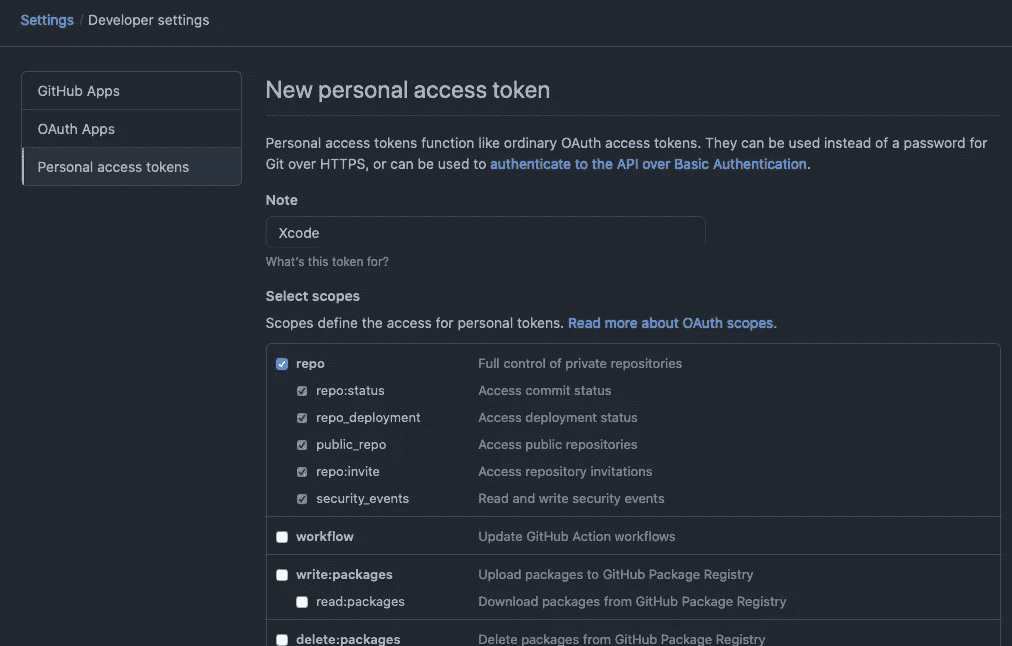 Settings / Developer settings
GitHub Apps
OAuth Apps
Personal access tokens
New personal access token
Personal access tokens function like ordinary OAuth access tokens. They can be used instead of a password for
Git over HTTPS, or can be used to authenticate to the API over Basic Authentication.
Note
Xcode
What's this token for?
Select scopes
Scopes define the access for personal tokens. Read more about OAuth scopes.
repo Full control of private repositories
repo:status Access commit status
repo_deployment Access deployment status
public_repo Access public repositories
repo:invite Access repository invitations
security_events Read and write security events
workflow Update GitHub Action workflows
write:packages Upload packages to GitHub Package Registry
read:packages Download packages from GitHub Package Registry
delete:packages Delete packages from GitHub Package Registry